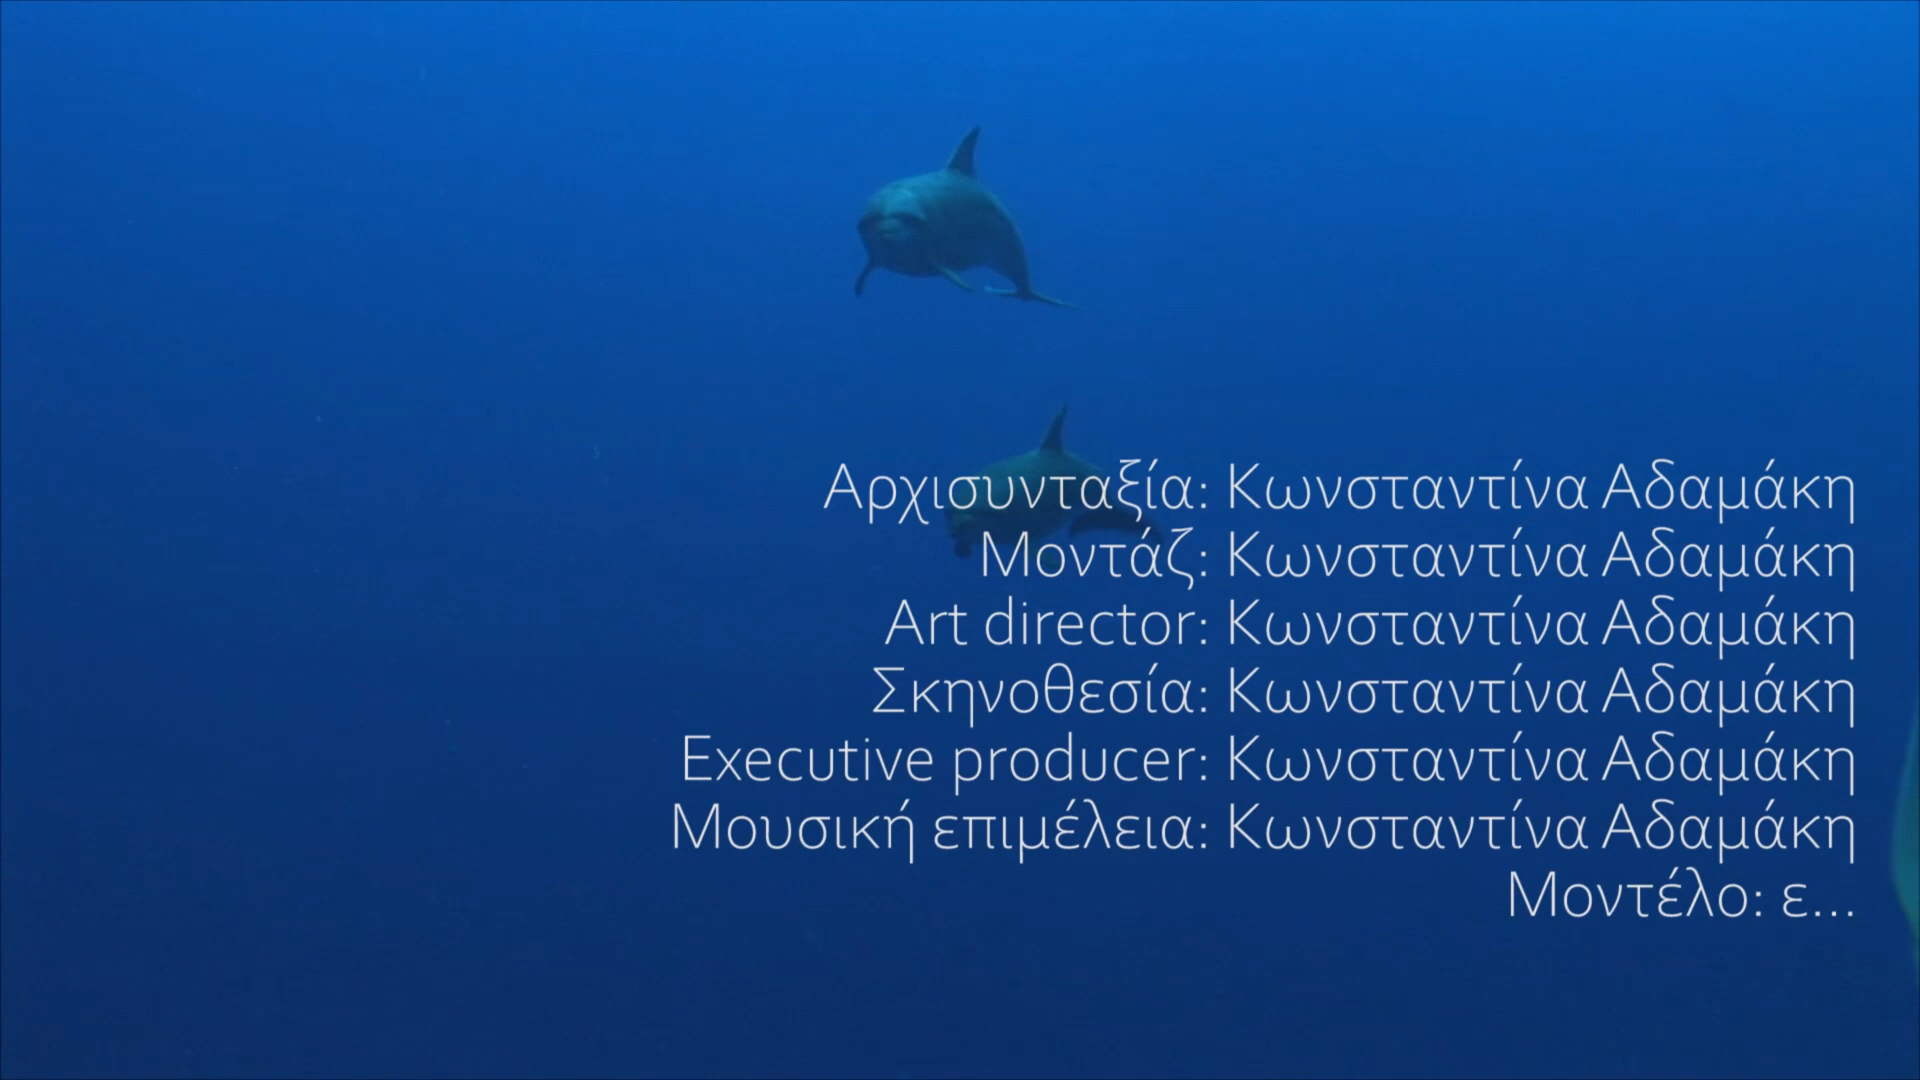 Αρχισυνταξία: Κωνσταντίνα Αδαμάκη
Μοντάζ: Κωνσταντίνα Αδαμάκη
Art director: Κωνσταντίνα Αδαμάκη
Σκηνοθεσία: Κωνσταντίνα Αδαμάκη
Executive producer: Κωνσταντίνα Αδαμάκη
Μουσική επιμέλεια: Κωνσταντίνα Αδαμάκη
Μοντέλο: ε...